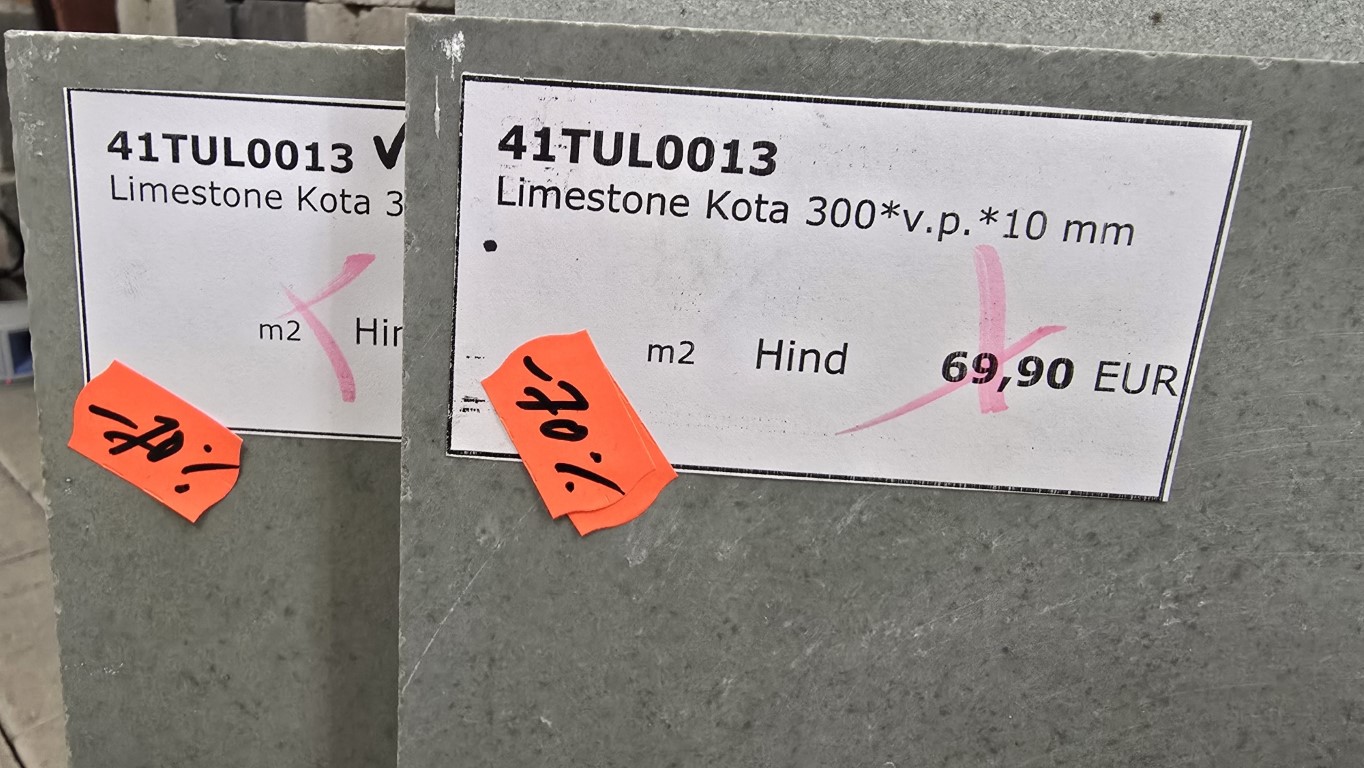 41TUL0013
Limestone Kota 3
m2 Hin
-70%
41TUL0013
Limestone Kota 300*v.p.*10 mm
m2 Hind 69,90 EUR
-70%